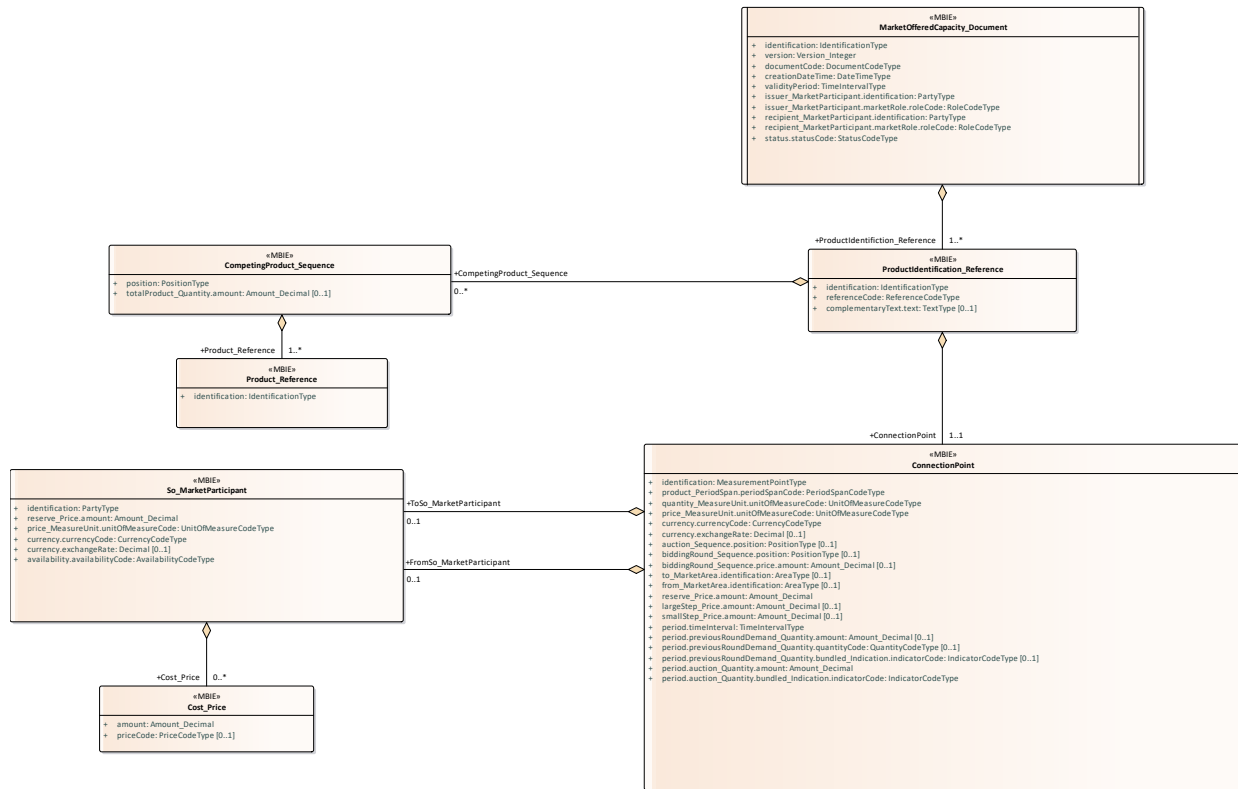 «MBIE»
MarketOfferedCapacity_Document
+ identification: IdentificationType
+ version: Version_Integer
+ documentCode: DocumentCodeType
+ creationDateTime: DateTimeType
+ validityPeriod: TimeIntervalType
+ issuer_MarketParticipant.identification: PartyType
+ issuer_MarketParticipant.marketRole.roleCode: RoleCodeType
+ recipient_MarketParticipant.identification: PartyType
+ recipient_MarketParticipant.marketRole.roleCode: RoleCodeType
+ status.statusCode: StatusCodeType
+ProductIdentifiction_Reference 1..*
«MBIE»
ProductIdentification_Reference
+ identification: IdentificationType
+ referenceCode: ReferenceCodeType
+ complementaryText.text: TextType [0..1]
+CompetingProduct_Sequence
0..*
«MBIE»
CompetingProduct_Sequence
+ position: PositionType
+ totalProduct_Quantity.amount: Amount_Decimal [0..1]
+Product_Reference 1..*
«MBIE»
Product_Reference
+ identification: IdentificationType
+ConnectionPoint 1..1
«MBIE»
ConnectionPoint
+ identification: MeasurementPointType
+ product_PeriodSpan.periodSpanCode: PeriodSpanCodeType
+ quantity_MeasureUnit.unitOfMeasureCode: UnitOfMeasureCodeType
+ price_MeasureUnit.unitOfMeasureCode: UnitOfMeasureCodeType
+ currency.currencyCode: CurrencyCodeType
+ currency.exchangeRate: Decimal [0..1]
+ auction_Sequence.position: PositionType [0..1]
+ biddingRound_Sequence.position: PositionType [0..1]
+ biddingRound_Sequence.price.amount: Amount_Decimal [0..1]
+ to_MarketArea.identification: AreaType [0..1]
+ from_MarketArea.identification: AreaType [0..1]
+ reserve_Price.amount: Amount_Decimal
+ largeStep_Price.amount: Amount_Decimal [0..1]
+ smallStep_Price.amount: Amount_Decimal [0..1]
+ period.timeInterval: TimeIntervalType
+ period.previousRoundDemand_Quantity.amount: Amount_Decimal [0..1]
+ period.previousRoundDemand_Quantity.quantityCode: QuantityCodeType [0..1]
+ period.previousRoundDemand_Quantity.bundled_Indication.indicatorCode: IndicatorCodeType [0..1]
+ period.auction_Quantity.amount: Amount_Decimal
+ period.auction_Quantity.bundled_Indication.indicatorCode: IndicatorCodeType
+ToSo_MarketParticipant
0..1
+FromSo_MarketParticipant
0..1
«MBIE»
So_MarketParticipant
+ identification: PartyType
+ reserve_Price.amount: Amount_Decimal
+ price_MeasureUnit.unitOfMeasureCode: UnitOfMeasureCodeType
+ currency.currencyCode: CurrencyCodeType
+ currency.exchangeRate: Decimal [0..1]
+ availability.availabilityCode: AvailabilityCodeType
+Cost_Price 0..*
«MBIE»
Cost_Price
+ amount: Amount_Decimal
+ priceCode: PriceCodeType [0..1]